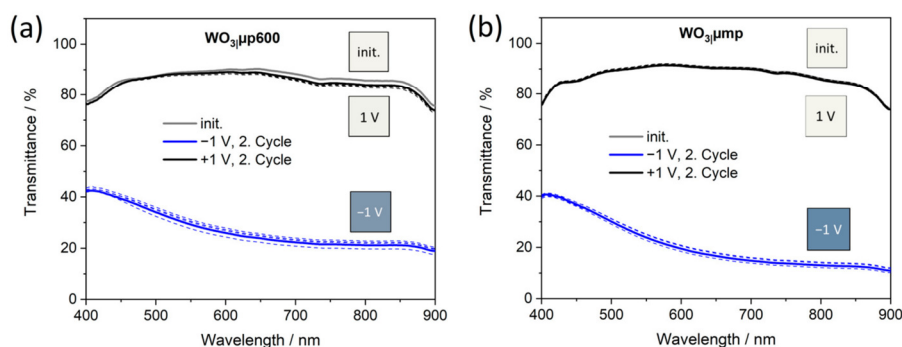 (a)
WO3|μp600
init.
1 V
init.
−1 V, 2. Cycle
+1 V, 2. Cycle
−1 V
Transmittance / %
100
80
60
40
20
0
400 500 600 700 800 900
Wavelength / nm
(b)
WO3|μmp
init.
1 V
init.
−1 V, 2. Cycle
+1 V, 2. Cycle
−1 V
Transmittance / %
100
80
60
40
20
0
400 500 600 700 800 900
Wavelength / nm